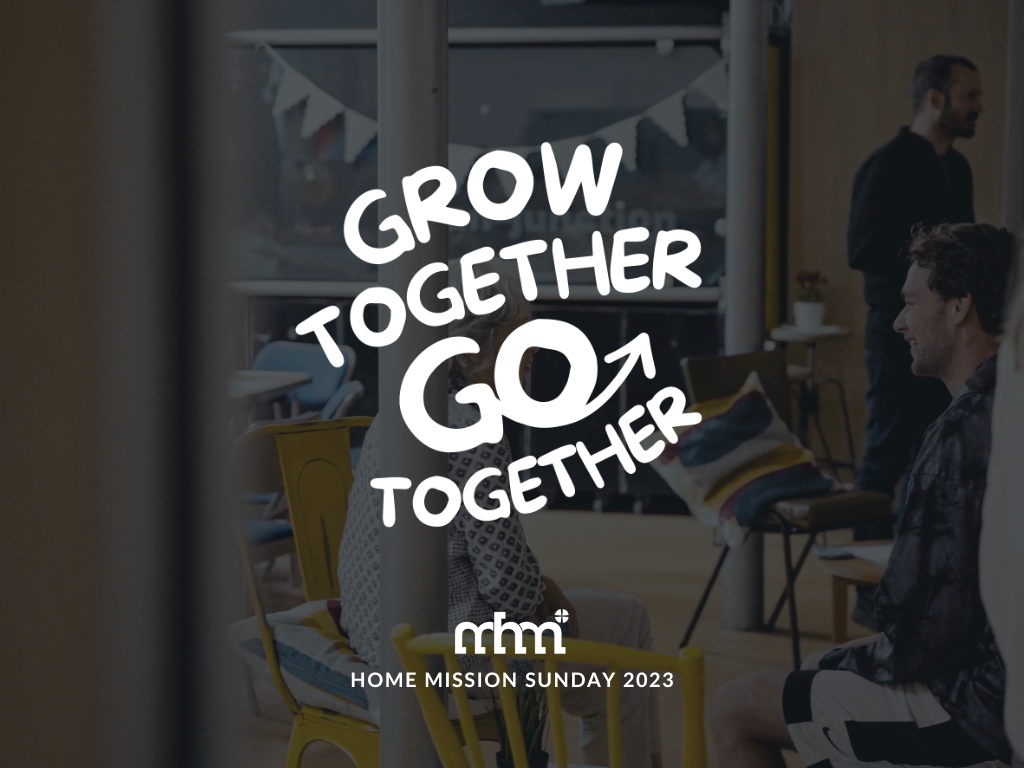 GROW
TOGETHER
GO
TOGETHER
mhm
HOME MISSION SUNDAY 2023